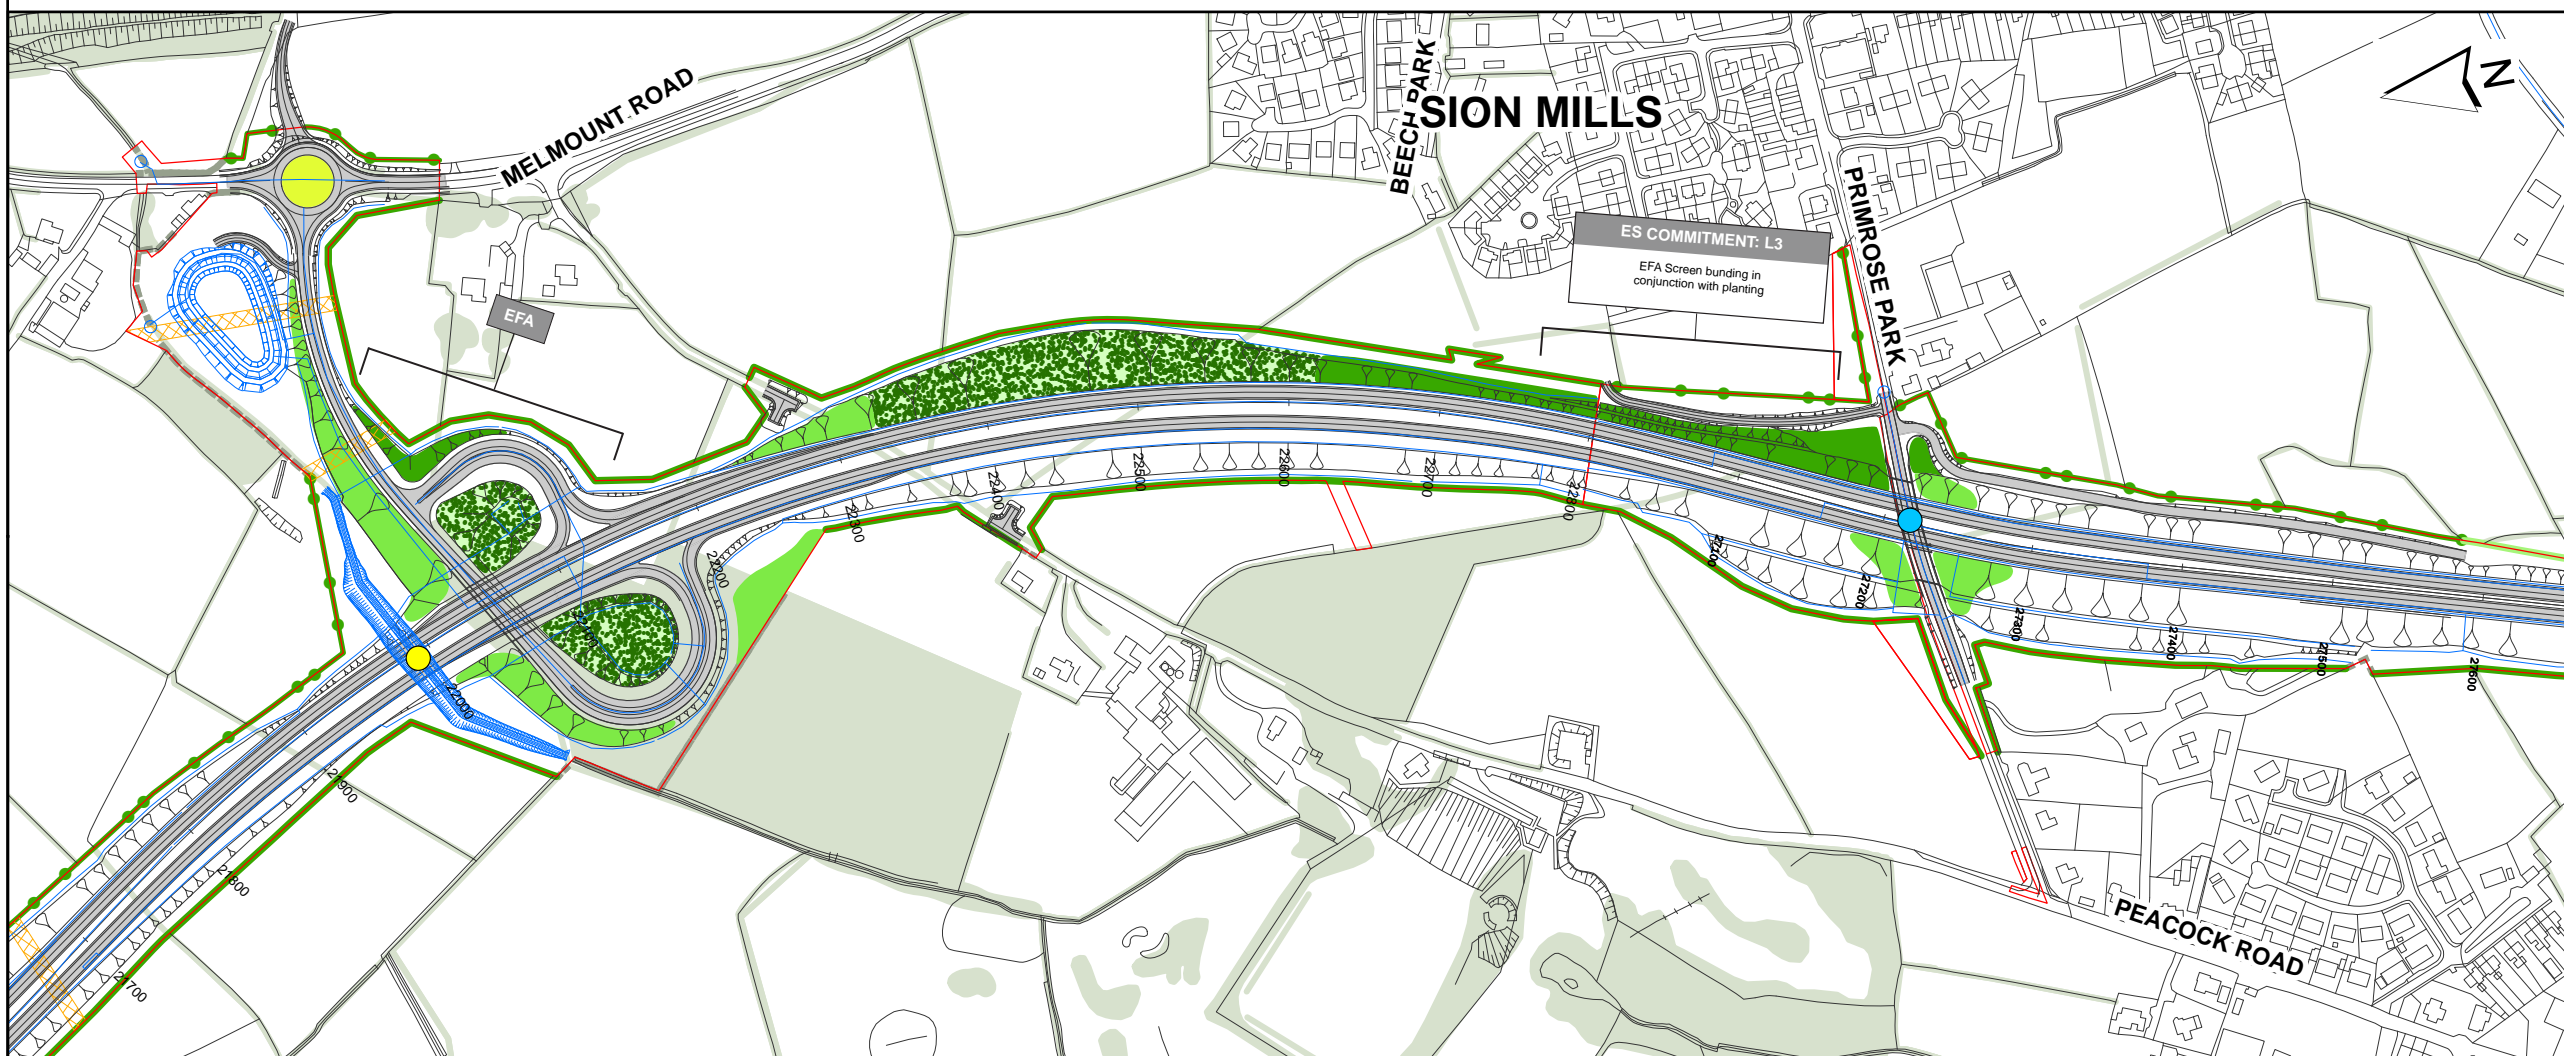 MELMOUNT ROAD
BEECH PARK
SION MILLS
N
PRIMROSE PARK
ES COMMITMENT: L3
EFA Screen bunding in
conjunction with planting
EFA
22400
22500
22600
22700
22800
22300
22200
22100
22000
21900
21800
21700
27100
27200
27300
27400
27500
27600
PEACOCK ROAD